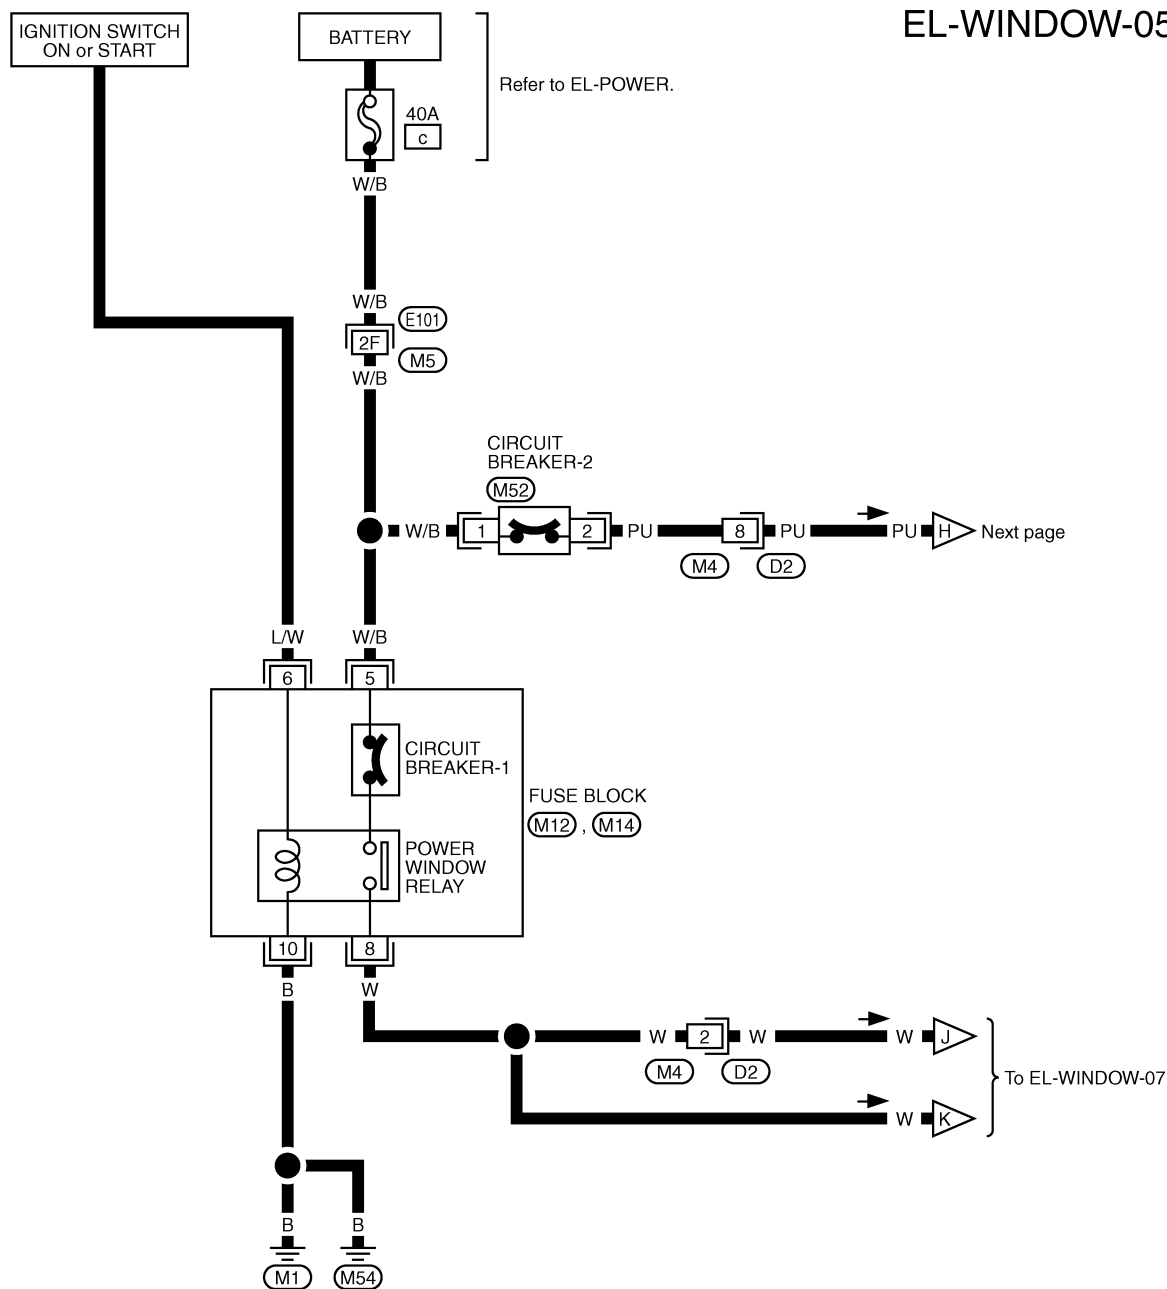 EL-WINDOW-05
IGNITION SWITCH
ON or START
BATTERY
Refer to EL-POWER.
40A
c
W/B
W/B
E101
2F
M5
W/B
CIRCUIT
BREAKER-2
M52
W/B
1
2
PU
8
PU
PU
H
Next page
M4
D2
L/W
W/B
6
5
CIRCUIT
BREAKER-1
FUSE BLOCK
M12 , M14
POWER
WINDOW
RELAY
10
8
B
W
W
2
W
W
J
M4
D2
To EL-WINDOW-07
W
K
B
B
M1
M54